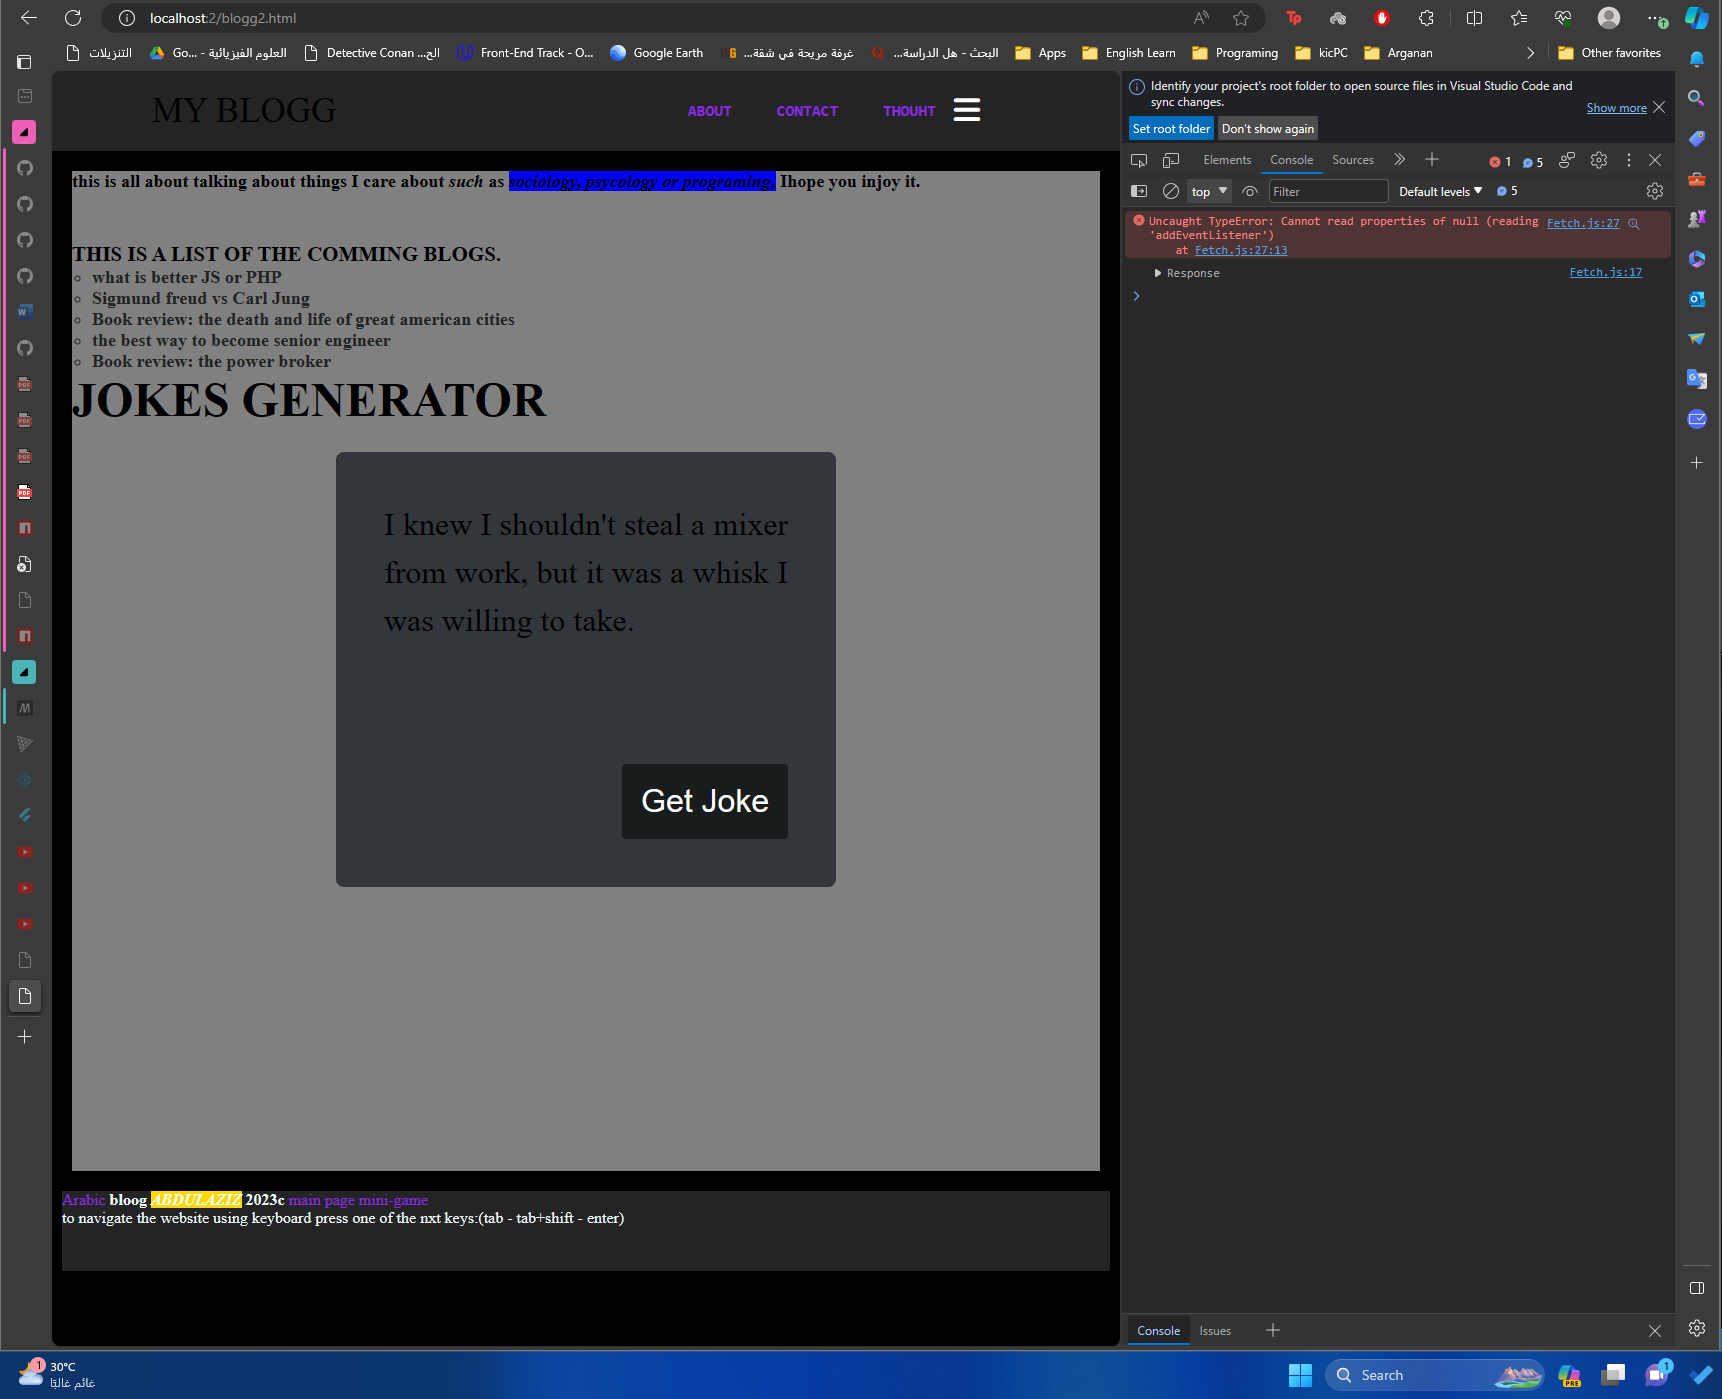 localhost:2/blogg2.html
التنزيلات
Go... - العلوم الفيزيائية
Detective Conan ...الح
Front-End Track - O...
Google Earth
غرفة مريحة في شقة...
البحث - هل الدراسة...
Apps
English Learn
Programing
kicPC
Arganan
Other favorites
MY BLOGG
ABOUT
CONTACT
THOUHT
this is all about talking about things I care about such as sociology, psycology or programing, Ihope you injoy it.
THIS IS A LIST OF THE COMMING BLOGS.
what is better JS or PHP
Sigmund freud vs Carl Jung
Book review: the death and life of great american cities
the best way to become senior engineer
Book review: the power broker
JOKES GENERATOR
I knew I shouldn't steal a mixer
from work, but it was a whisk I
was willing to take.
Get Joke
Arabic bloog ABDULAZIZ 2023c main page mini-game
to navigate the website using keyboard press one of the nxt keys:(tab - tab+shift - enter)
Identify your project's root folder to open source files in Visual Studio Code and
sync changes.
Show more
Set root folder
Don't show again
Elements
Console
Sources
1
5
top
Filter
Default levels
5
Uncaught TypeError: Cannot read properties of null (reading
Fetch.js:27
'addEventListener')
at Fetch.js:27:13
Response
Fetch.js:17
Console
Issues
1
30°C
غائم غالبًا
Search
PRE
1